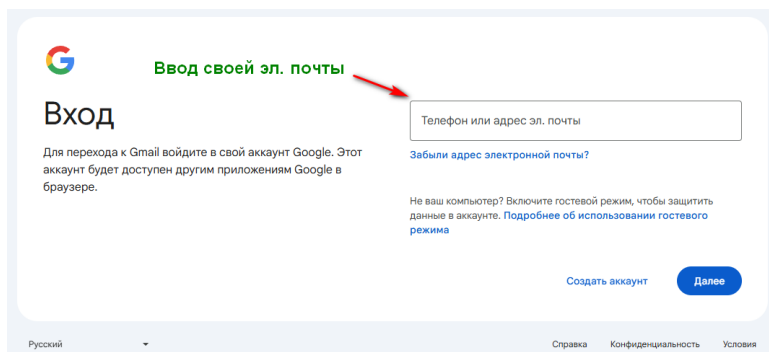 Ввод своей эл. почты
Вход
Для перехода к Gmail войдите в свой аккаунт Google. Этот
аккаунт будет доступен другим приложениям Google в
браузере.
Телефон или адрес эл. почты
Забыли адрес электронной почты?
Не ваш компьютер? Включите гостевой режим, чтобы защитить
данные в аккаунте. Подробнее об использовании гостевого
режима
Создать аккаунт
Далее
Русский
Справка
Конфиденциальность
Условия